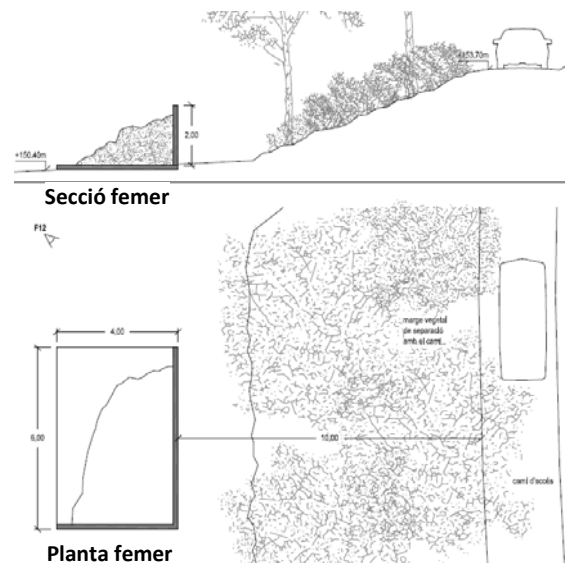 +153.70m
2,00
+150.40m
Secció femer
F12
marge vegetal
de separació
amb el camí...
4,00
6,00
10,00
camí d'accés
Planta femer